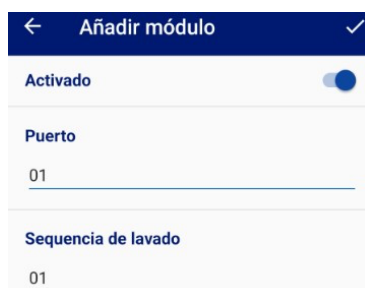 Añadir módulo
Activado
Puerto
01
Sequencia de lavado
01